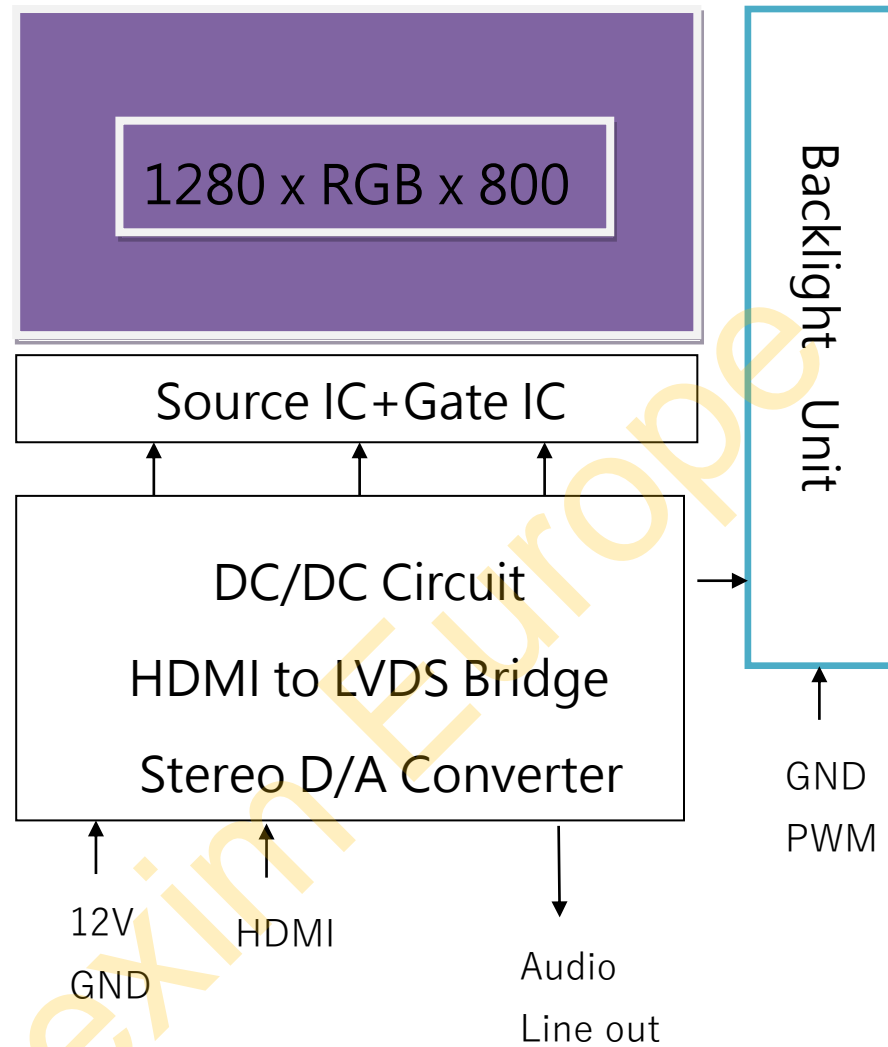 1280 x RGB x 800
Backlight Unit
Source IC+Gate IC
DC/DC Circuit
HDMI to LVDS Bridge
Stereo D/A Converter
GND
PWM
12V
GND
HDMI
Audio
Line out
exim Europe